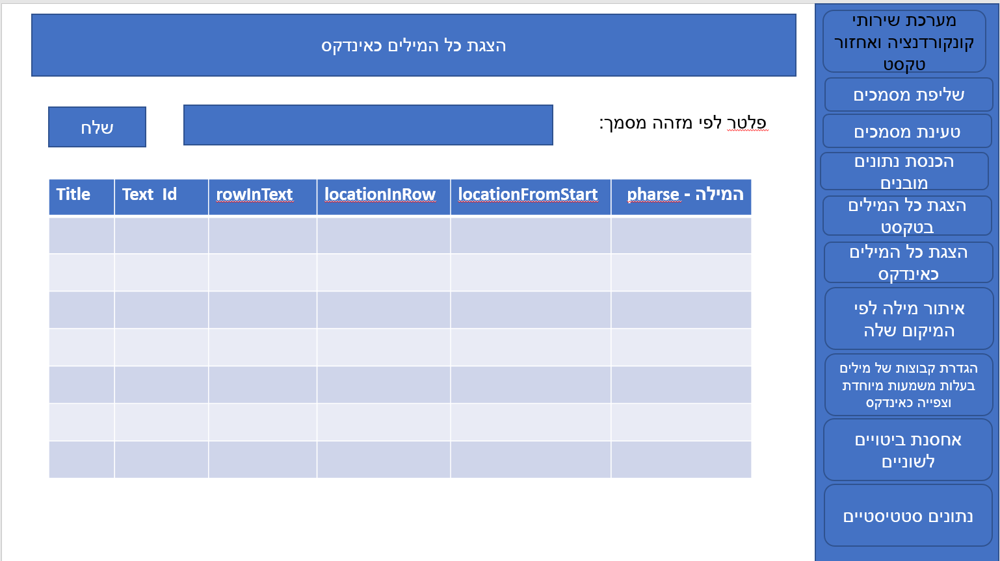 הצגת כל המילים כאינדקס
פלטר לפי מזהה מסמך:
שלח
Title
Text Id
rowInText
locationInRow
locationFromStart
המילה - pharse
מערכת שירותי
קונקורדנציה ואחזור
טקסט
שליפת מסמכים
טעינת מסמכים
הכנסת נתונים
מובנים
הצגת כל המילים
בטקסט
הצגת כל המילים
כאינדקס
איתור מילה לפי
המיקום שלה
הגדרת קבוצות של מילים
בעלות משמעות מיוחדת
וצפייה כאינדקס
אחסנת ביטויים
לשוניים
נתונים סטטיסטיים